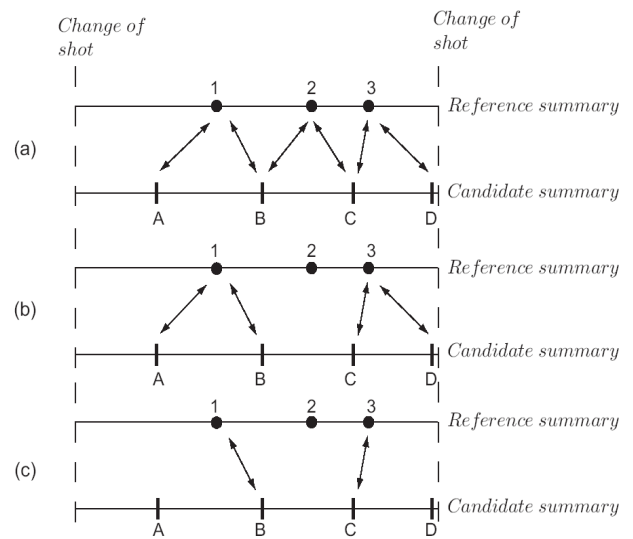 Change of
shot
Change of
shot
1 2 3
Reference summary
(a)
Candidate summary
A B C D
1 2 3
Reference summary
(b)
Candidate summary
A B C D
1 2 3
Reference summary
(c)
Candidate summary
A B C D